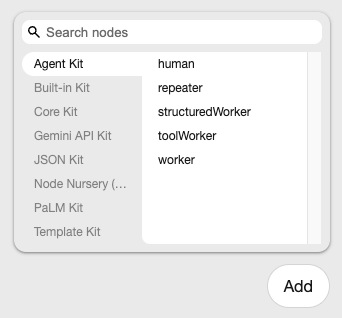 Search nodes
Agent Kit
Built-in Kit
Core Kit
Gemini API Kit
JSON Kit
Node Nursery (...
PaLM Kit
Template Kit
human
repeater
structuredWorker
toolWorker
worker
Add